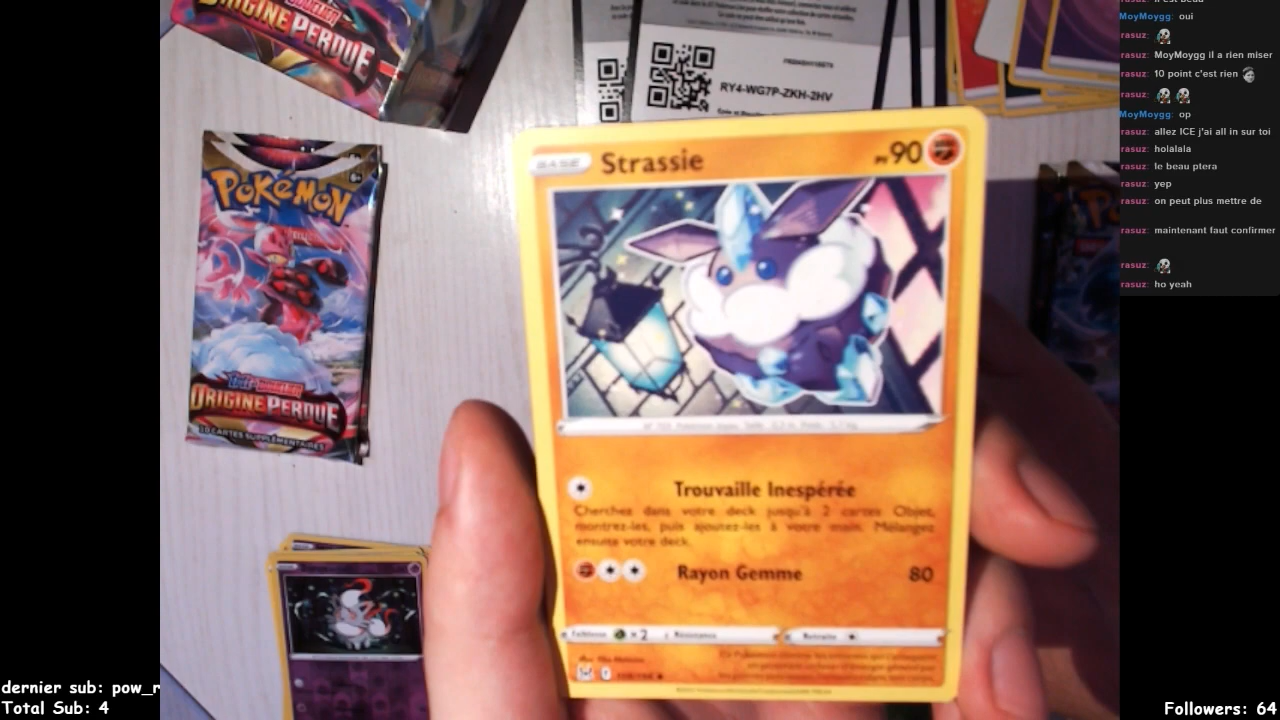 ORIGINE PERDUE
RY4-WG7P-ZKH-2HV
MoyMoygg: oui
rasuz:
rasuz: MoyMoygg il a rien miser
rasuz: 10 point c'est rien
rasuz:
MoyMoygg: op
rasuz: allez ICE j'ai all in sur toi
rasuz: holalala
rasuz: le beau ptera
rasuz: yep
rasuz: on peut plus mettre de
rasuz: maintenant faut confirmer
rasuz:
rasuz: ho yeah
POKÉMON
ORIGINE PERDUE
10 CARTES SUPPLÉMENTAIRES
BASE Strassie PV 90
Trouvaille Inespérée
Cherchez dans votre deck jusqu'à 2 cartes Objet,
montrez-les, puis ajoutez-les à votre main. Mélangez
ensuite votre deck.
Rayon Gemme 80
Faiblesse ×2 Résistance Retraite
dernier sub: pow_r
Total Sub: 4
Followers: 64